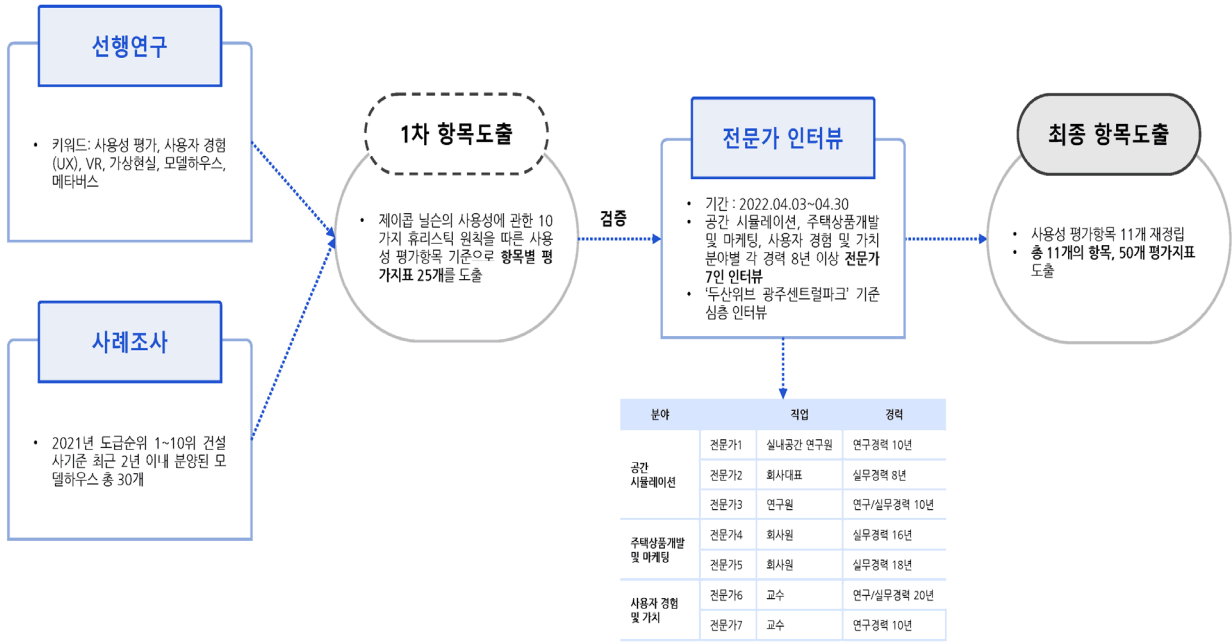 선행연구
• 키워드: 사용성 평가, 사용자 경험
(UX), VR, 가상현실, 모델하우스,
메타버스
사례조사
• 2021년 도급순위 1~10위 건설
사기준 최근 2년 이내 분양된 모
델하우스 총 30개
1차 항목도출
• 제이콥 닐슨의 사용성에 관한 10
가지 휴리스틱 원칙을 따른 사용
성 평가항목 기준으로 항목별 평
가지표 25개를 도출
검증
전문가 인터뷰
• 기간 : 2022.04.03~04.30
• 공간 시뮬레이션, 주택상품개발
및 마케팅, 사용자 경험 및 가치
분야별 각 경력 8년 이상 전문가
7인 인터뷰
• ‘두산위브 광주센트럴파크’ 기준
심층 인터뷰
최종 항목도출
• 사용성 평가항목 11개 재정립
• 총 11개의 항목, 50개 평가지표
도출
분야 직업 경력
공간
시뮬레이션
전문가1 실내공간 연구원 연구경력 10년
전문가2 회사대표 실무경력 8년
전문가3 연구원 연구/실무경력 10년
주택상품개발
및 마케팅
전문가4 회사원 실무경력 16년
전문가5 회사원 실무경력 18년
사용자 경험
및 가치
전문가6 교수 연구/실무경력 20년
전문가7 교수 연구경력 10년